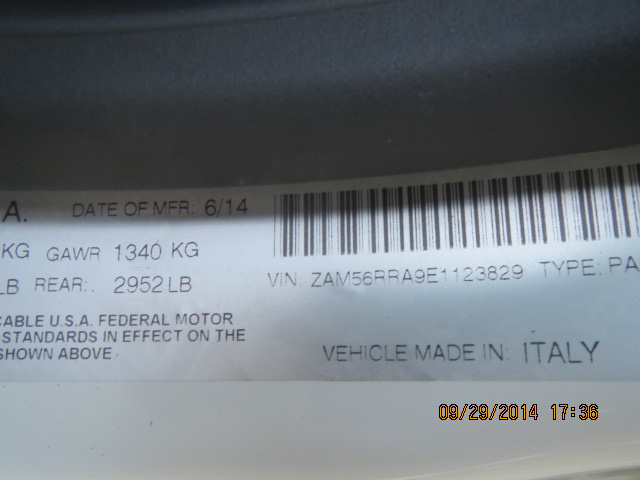 A. DATE OF MFR: 6/14
KG GAWR 1340 KG
LB REAR: 2952 LB
VIN: ZAM56RRA9E1123829 TYPE: PA
CABLE U.S.A. FEDERAL MOTOR
STANDARDS IN EFFECT ON THE
SHOWN ABOVE
VEHICLE MADE IN: ITALY
09/29/2014 17:36